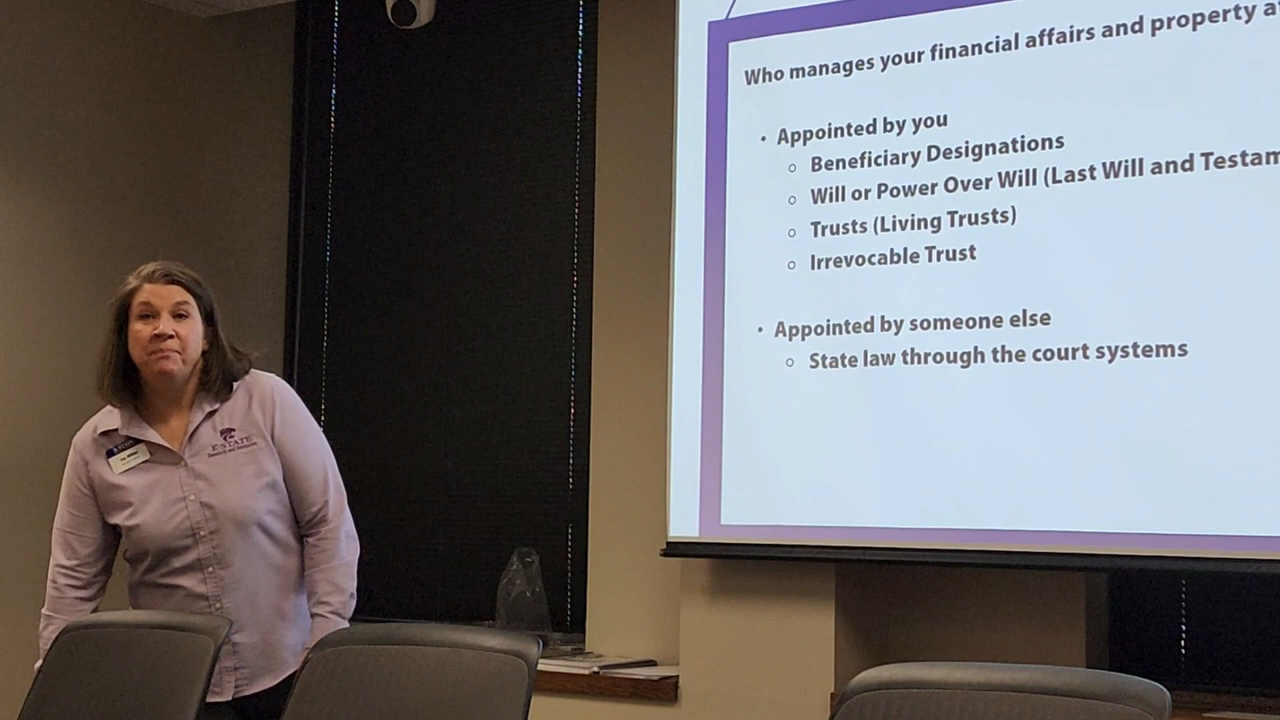 Who manages your financial affairs and property
• Appointed by you
○ Beneficiary Designations
○ Will or Power Over Will (Last Will and Testam
○ Trusts (Living Trusts)
○ Irrevocable Trust
• Appointed by someone else
○ State law through the court systems
K-STATE